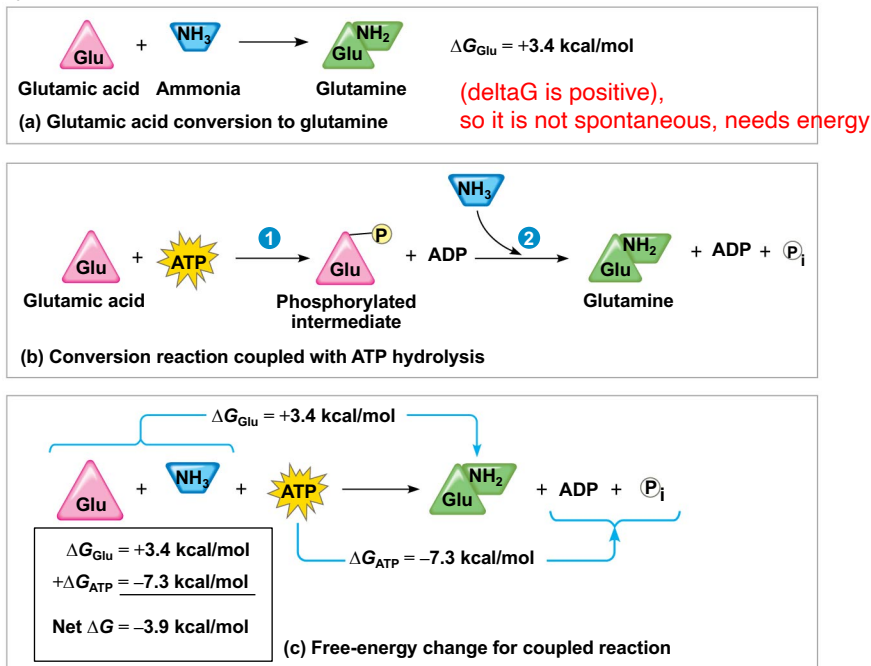 Glu + NH3 Glu NH2 ΔGGlu = +3.4 kcal/mol
Glutamic acid Ammonia Glutamine
(deltaG is positive),
so it is not spontaneous, needs energy
(a) Glutamic acid conversion to glutamine
NH3
1 P 2
Glu + ATP Glu + ADP Glu NH2 + ADP + Pi
Glutamic acid Phosphorylated Glutamine
intermediate
(b) Conversion reaction coupled with ATP hydrolysis
ΔGGlu = +3.4 kcal/mol
Glu + NH3 + ATP Glu NH2 + ADP + Pi
ΔGATP = –7.3 kcal/mol
ΔGGlu = +3.4 kcal/mol
+ΔGATP = –7.3 kcal/mol
Net ΔG = –3.9 kcal/mol
(c) Free-energy change for coupled reaction